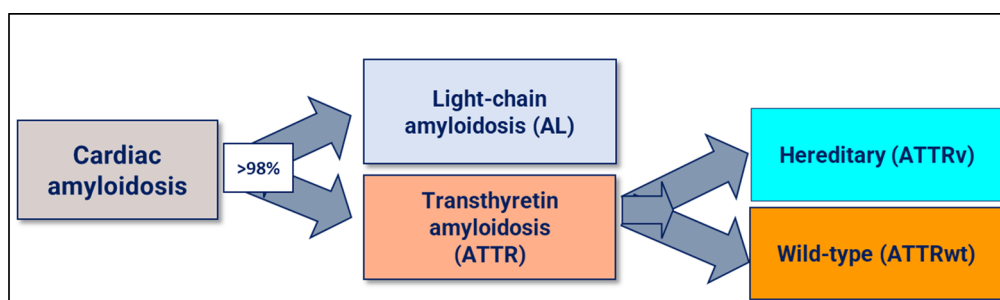 Cardiac
amyloidosis
>98%
Light-chain
amyloidosis (AL)
Transthyretin
amyloidosis
(ATTR)
Hereditary (ATTRv)
Wild-type (ATTRwt)